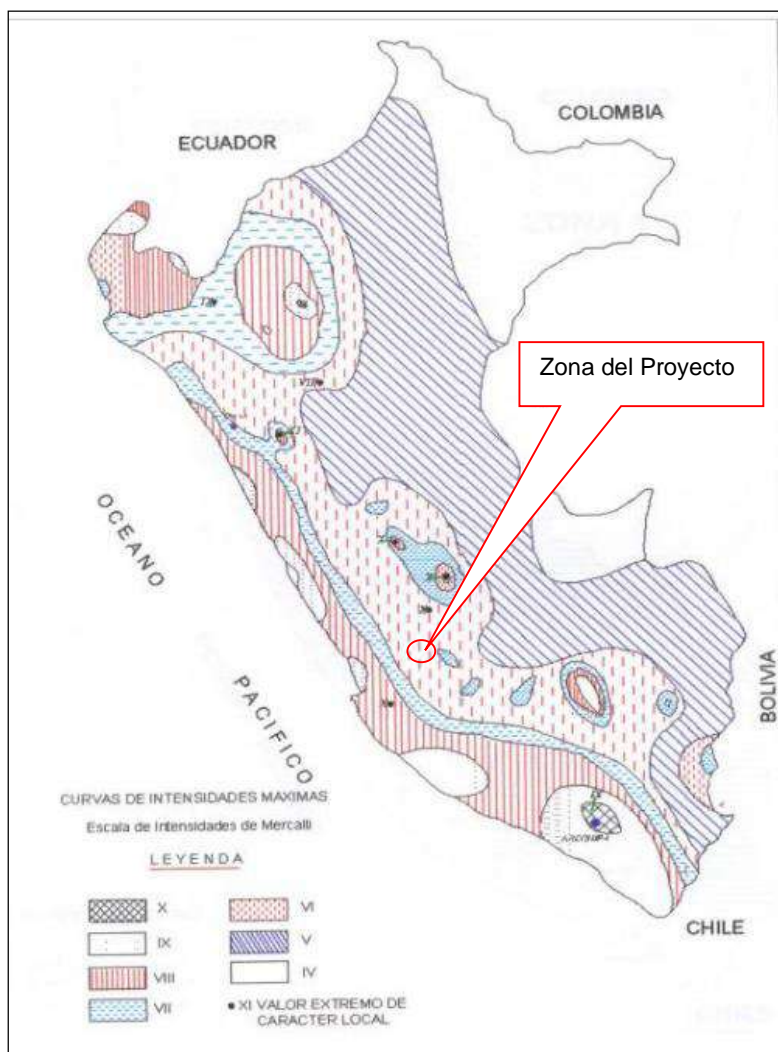 COLOMBIA
ECUADOR
Zona del Proyecto
OCEANO
PACIFICO
BOLIVIA
CHILE
CURVAS DE INTENSIDADES MAXIMAS
Escala de Intensidades de Mercalli
LEYENDA
X
IX
VIII
VII
VI
V
IV
XI VALOR EXTREMO DE
CARACTER LOCAL